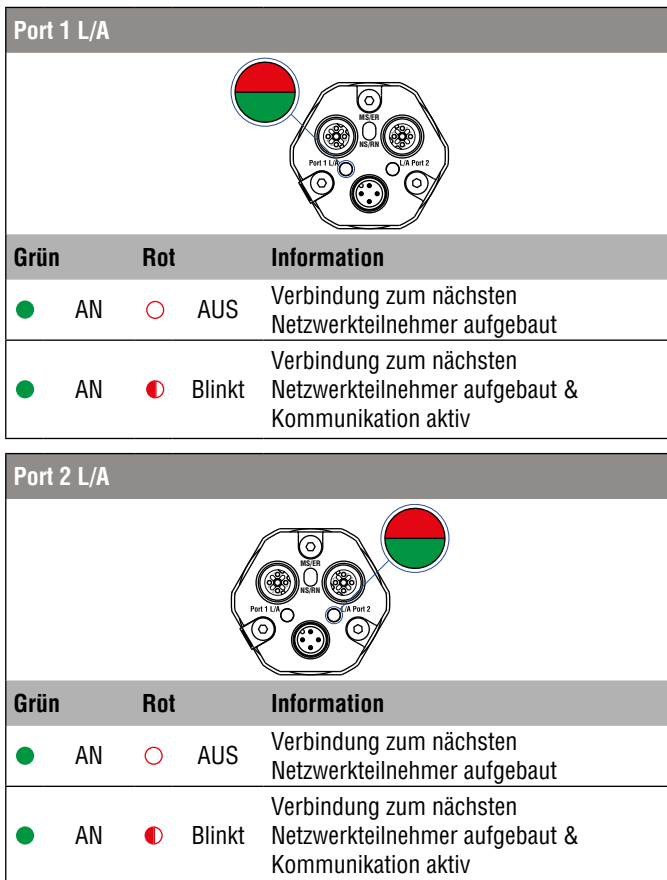 Port 1 L/A
MS/ER
NS/RN
Port 1 L/A
L/A Port 2
Grün Rot Information
AN AUS Verbindung zum nächsten
Netzwerkteilnehmer aufgebaut
AN Blinkt Verbindung zum nächsten
Netzwerkteilnehmer aufgebaut &
Kommunikation aktiv
Port 2 L/A
MS/ER
NS/RN
Port 1 L/A
L/A Port 2
Grün Rot Information
AN AUS Verbindung zum nächsten
Netzwerkteilnehmer aufgebaut
AN Blinkt Verbindung zum nächsten
Netzwerkteilnehmer aufgebaut &
Kommunikation aktiv